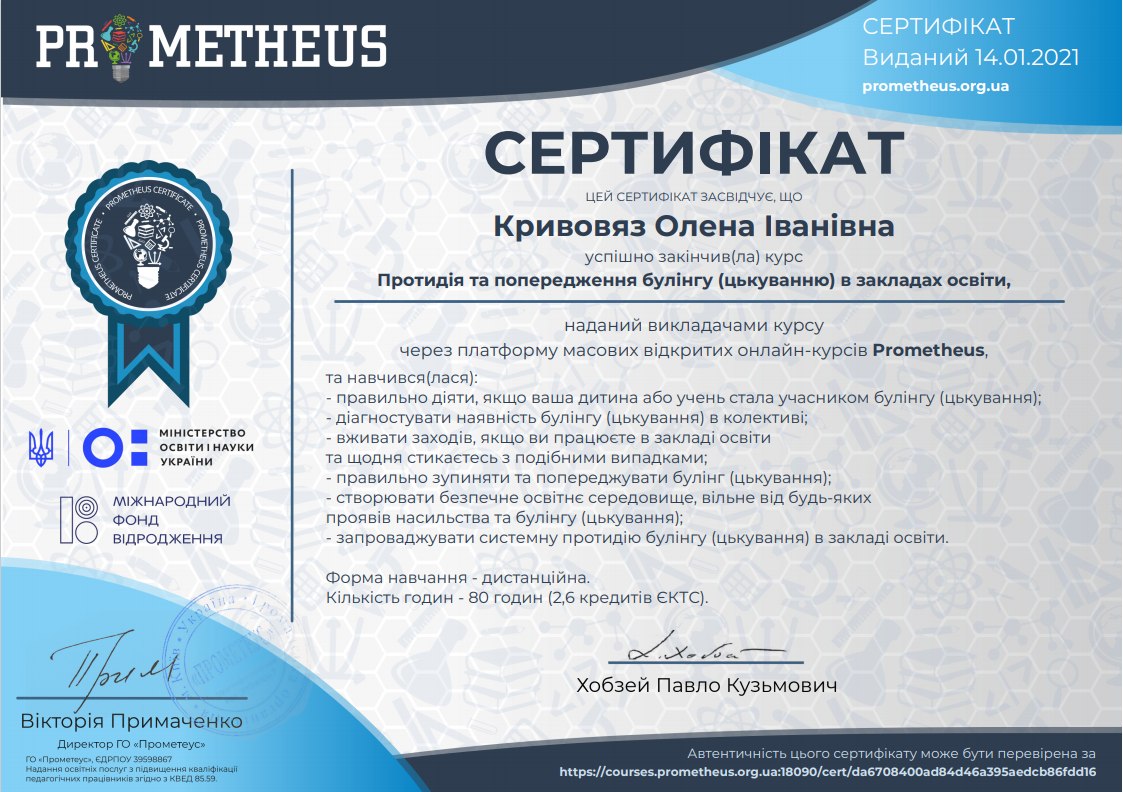 PROMETHEUS
СЕРТИФІКАТ
Виданий 14.01.2021
prometheus.org.ua
СЕРТИФІКАТ
ЦЕЙ СЕРТИФІКАТ ЗАСВІДЧУЄ, ЩО
Кривовяз Олена Іванівна
успішно закінчив(ла) курс
Протидія та попередження булінгу (цькуванню) в закладах освіти,
наданий викладачами курсу
через платформу масових відкритих онлайн-курсів Prometheus,
та навчився(лася):
- правильно діяти, якщо ваша дитина або учень стала учасником булінгу (цькування);
- діагностувати наявність булінгу (цькування) в колективі;
- вживати заходів, якщо ви працюєте в закладі освіти
та щодня стикаєтесь з подібними випадками;
- правильно зупиняти та попереджувати булінг (цькування);
- створювати безпечне освітнє середовище, вільне від будь-яких
проявів насильства та булінгу (цькування);
- запроваджувати системну протидію булінгу (цькування) в закладі освіти.
Форма навчання - дистанційна.
Кількість годин - 80 годин (2,6 кредитів ЄКТС).
PROMETHEUS CERTIFICATE • PROMETHEUS CERTIFICATE • PROMETHEUS CERTIFICATE •
МІНІСТЕРСТВО
ОСВІТИ І НАУКИ
УКРАЇНИ
МІЖНАРОДНИЙ
ФОНД
ВІДРОДЖЕННЯ
Україна
Київ
Прим
Вікторія Примаченко
Директор ГО «Прометеус»
ГО «Прометеус», ЄДРПОУ 39598867
Надання освітніх послуг з підвищення кваліфікації
педагогічних працівників згідно з КВЕД 85.59.
Хобзей Павло Кузьмович
Автентичність цього сертифікату може бути перевірена за
https://courses.prometheus.org.ua:18090/cert/da6708400ad84d46a395aedcb86fdd16